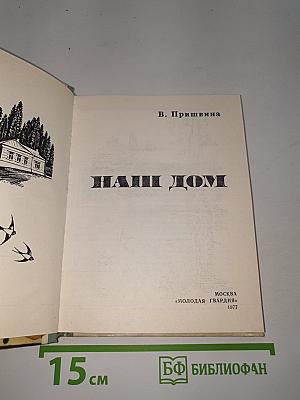 В. Пришвина
НАШ ДОМ
МОСКВА
«МОЛОДАЯ ГВАРДИЯ»
1977
15 см
БФ БИБЛИОФАН